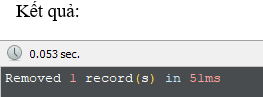 Kết quả:
0.053 sec.
Removed 1 record(s) in 51ms